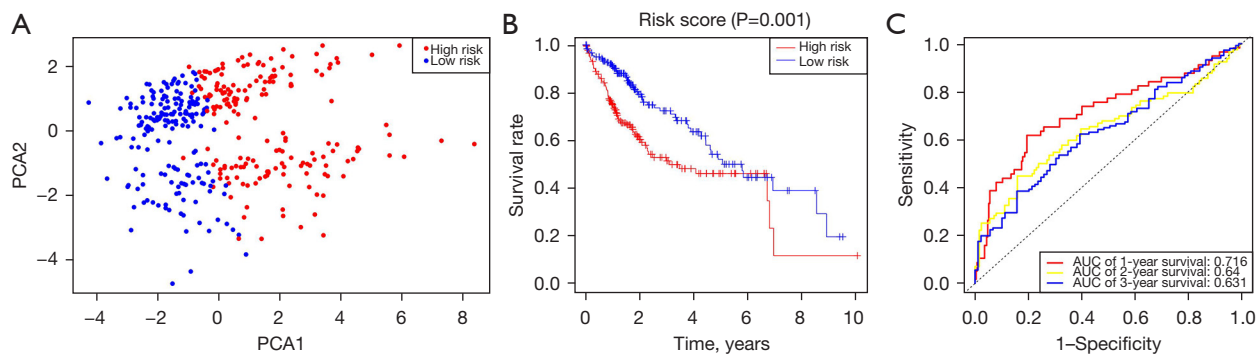 A
PCA2
2
0
−2
−4
High risk
Low risk
−4 −2 0 2 4 6 8
PCA1
B
Risk score (P=0.001)
Survival rate
1.0
0.8
0.6
0.4
0.2
0.0
High risk
Low risk
0 2 4 6 8 10
Time, years
C
Sensitivity
1.0
0.8
0.6
0.4
0.2
0.0
AUC of 1-year survival: 0.716
AUC of 2-year survival: 0.64
AUC of 3-year survival: 0.631
0.0 0.2 0.4 0.6 0.8 1.0
1−Specificity